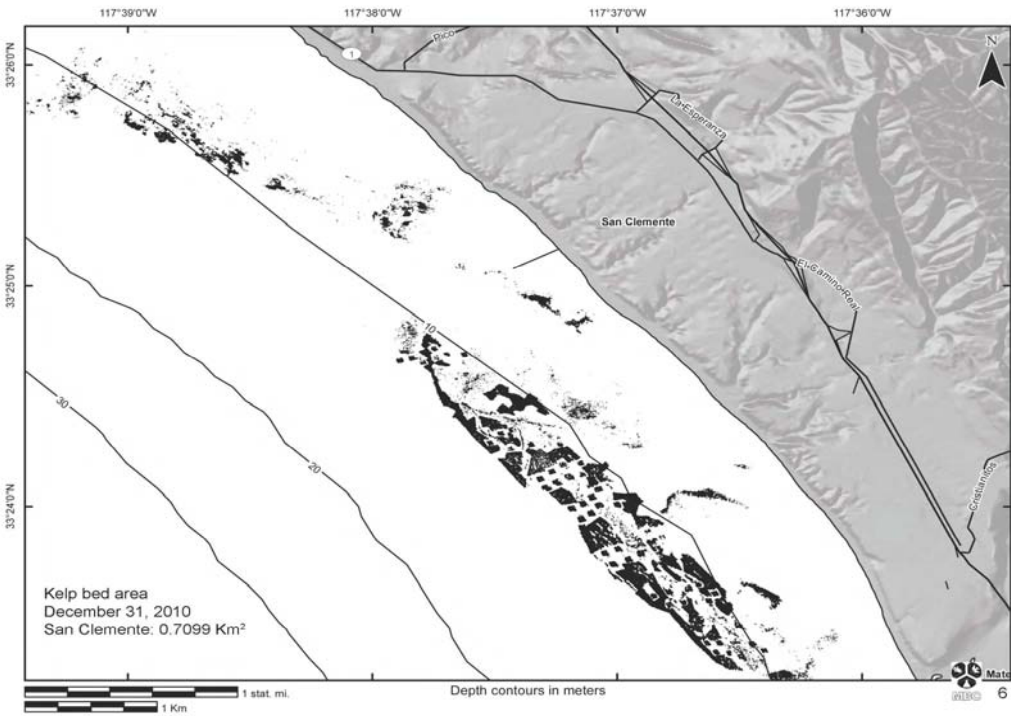 117°39'0"W 117°38'0"W 117°37'0"W 117°36'0"W
33°26'0"N
33°25'0"N
33°24'0"N
N
1
Pico
La Esperanza
San Clemente
El Camino Real
Cristianitos
10
20
30
Kelp bed area
December 31, 2010
San Clemente: 0.7099 Km²
1 stat. mi.
1 Km
Depth contours in meters
MBC
Mate
6